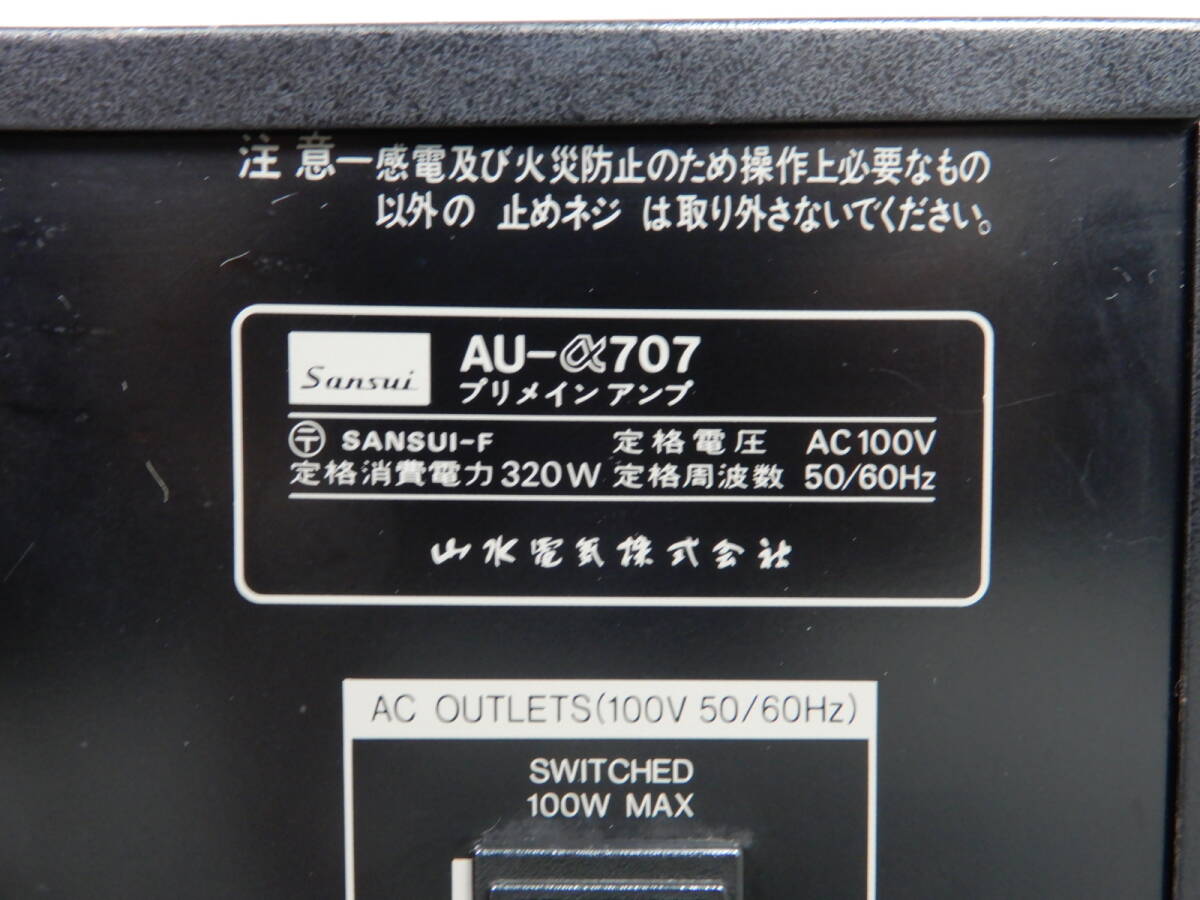 注意ー感電及び火災防止のため操作上必要なもの
以外の 止めネジ は取り外さないでください。
Sansui
AU-α707
プリメインアンプ
〒 SANSUI-F 定格電圧 AC100V
定格消費電力 320W 定格周波数 50/60Hz
山水電気株式会社
AC OUTLETS(100V 50/60Hz)
SWITCHED
100W MAX